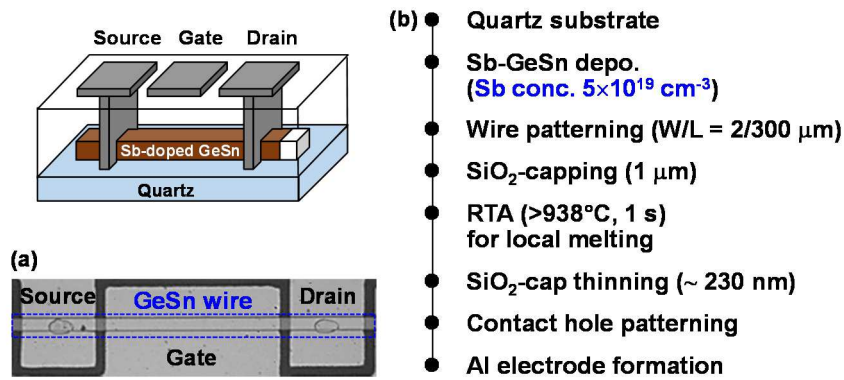 Source Gate Drain
Sb-doped GeSn
Quartz
(a)
Source GeSn wire Drain
Gate
(b) Quartz substrate
Sb-GeSn depo.
(Sb conc. 5×10¹⁹ cm⁻³)
Wire patterning (W/L = 2/300 μm)
SiO₂-capping (1 μm)
RTA (>938°C, 1 s)
for local melting
SiO₂-cap thinning (~ 230 nm)
Contact hole patterning
Al electrode formation